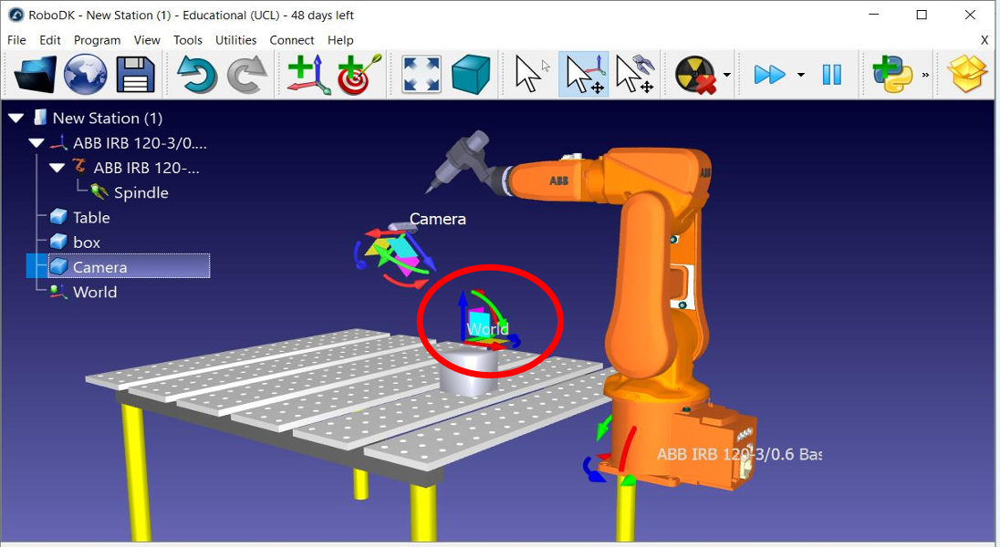 RoboDK - New Station (1) - Educational (UCL) - 48 days left
File Edit Program View Tools Utilities Connect Help X
»
New Station (1)
ABB IRB 120-3/0....
ABB IRB 120-...
Spindle
Table
box
Camera
World
ABB
ABB
Camera
World
ABB IRB 120-3/0.6 Bas